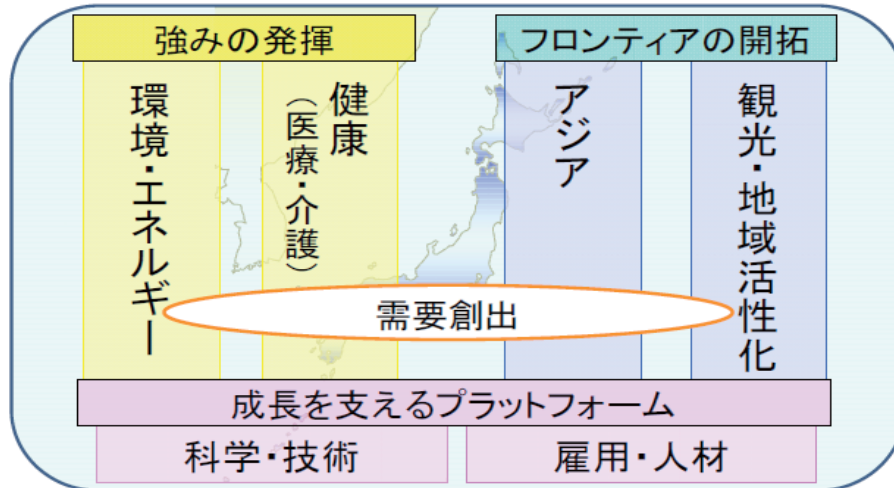 強みの発揮
フロンティアの開拓
環境・エネルギー
健康
（医療・介護）
アジア
観光・地域活性化
需要創出
成長を支えるプラットフォーム
科学・技術
雇用・人材